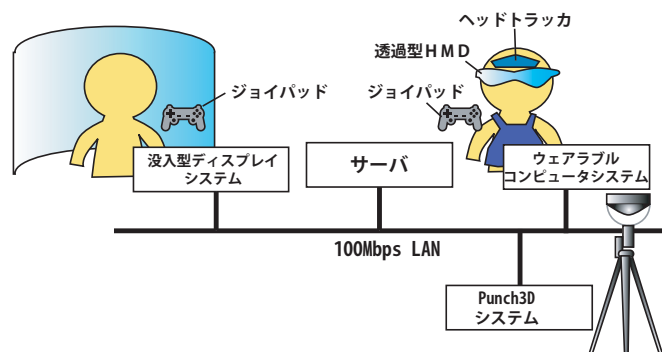 ヘッドトラッカ
透過型HMD
ジョイパッド
ジョイパッド
没入型ディスプレイ
システム
サーバ
ウェアラブル
コンピュータシステム
100Mbps LAN
Punch3D
システム